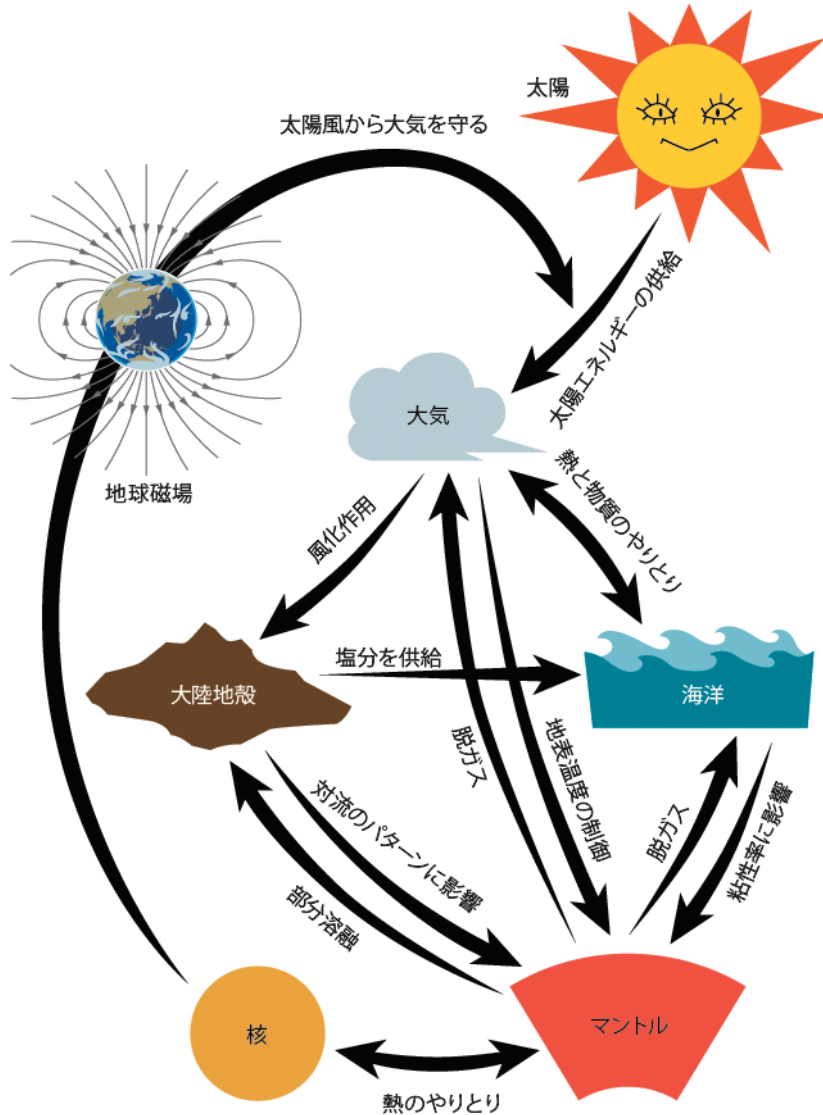 太陽
太陽風から大気を守る
太陽エネルギーの供給
大気
地球磁場
熱と物質のやりとり
風化作用
塩分を供給
大陸地殻
海洋
脱ガス
地表温度の制御
脱ガス
粘性率に影響
対流のパターンに影響
部分溶融
核
マントル
熱のやりとり